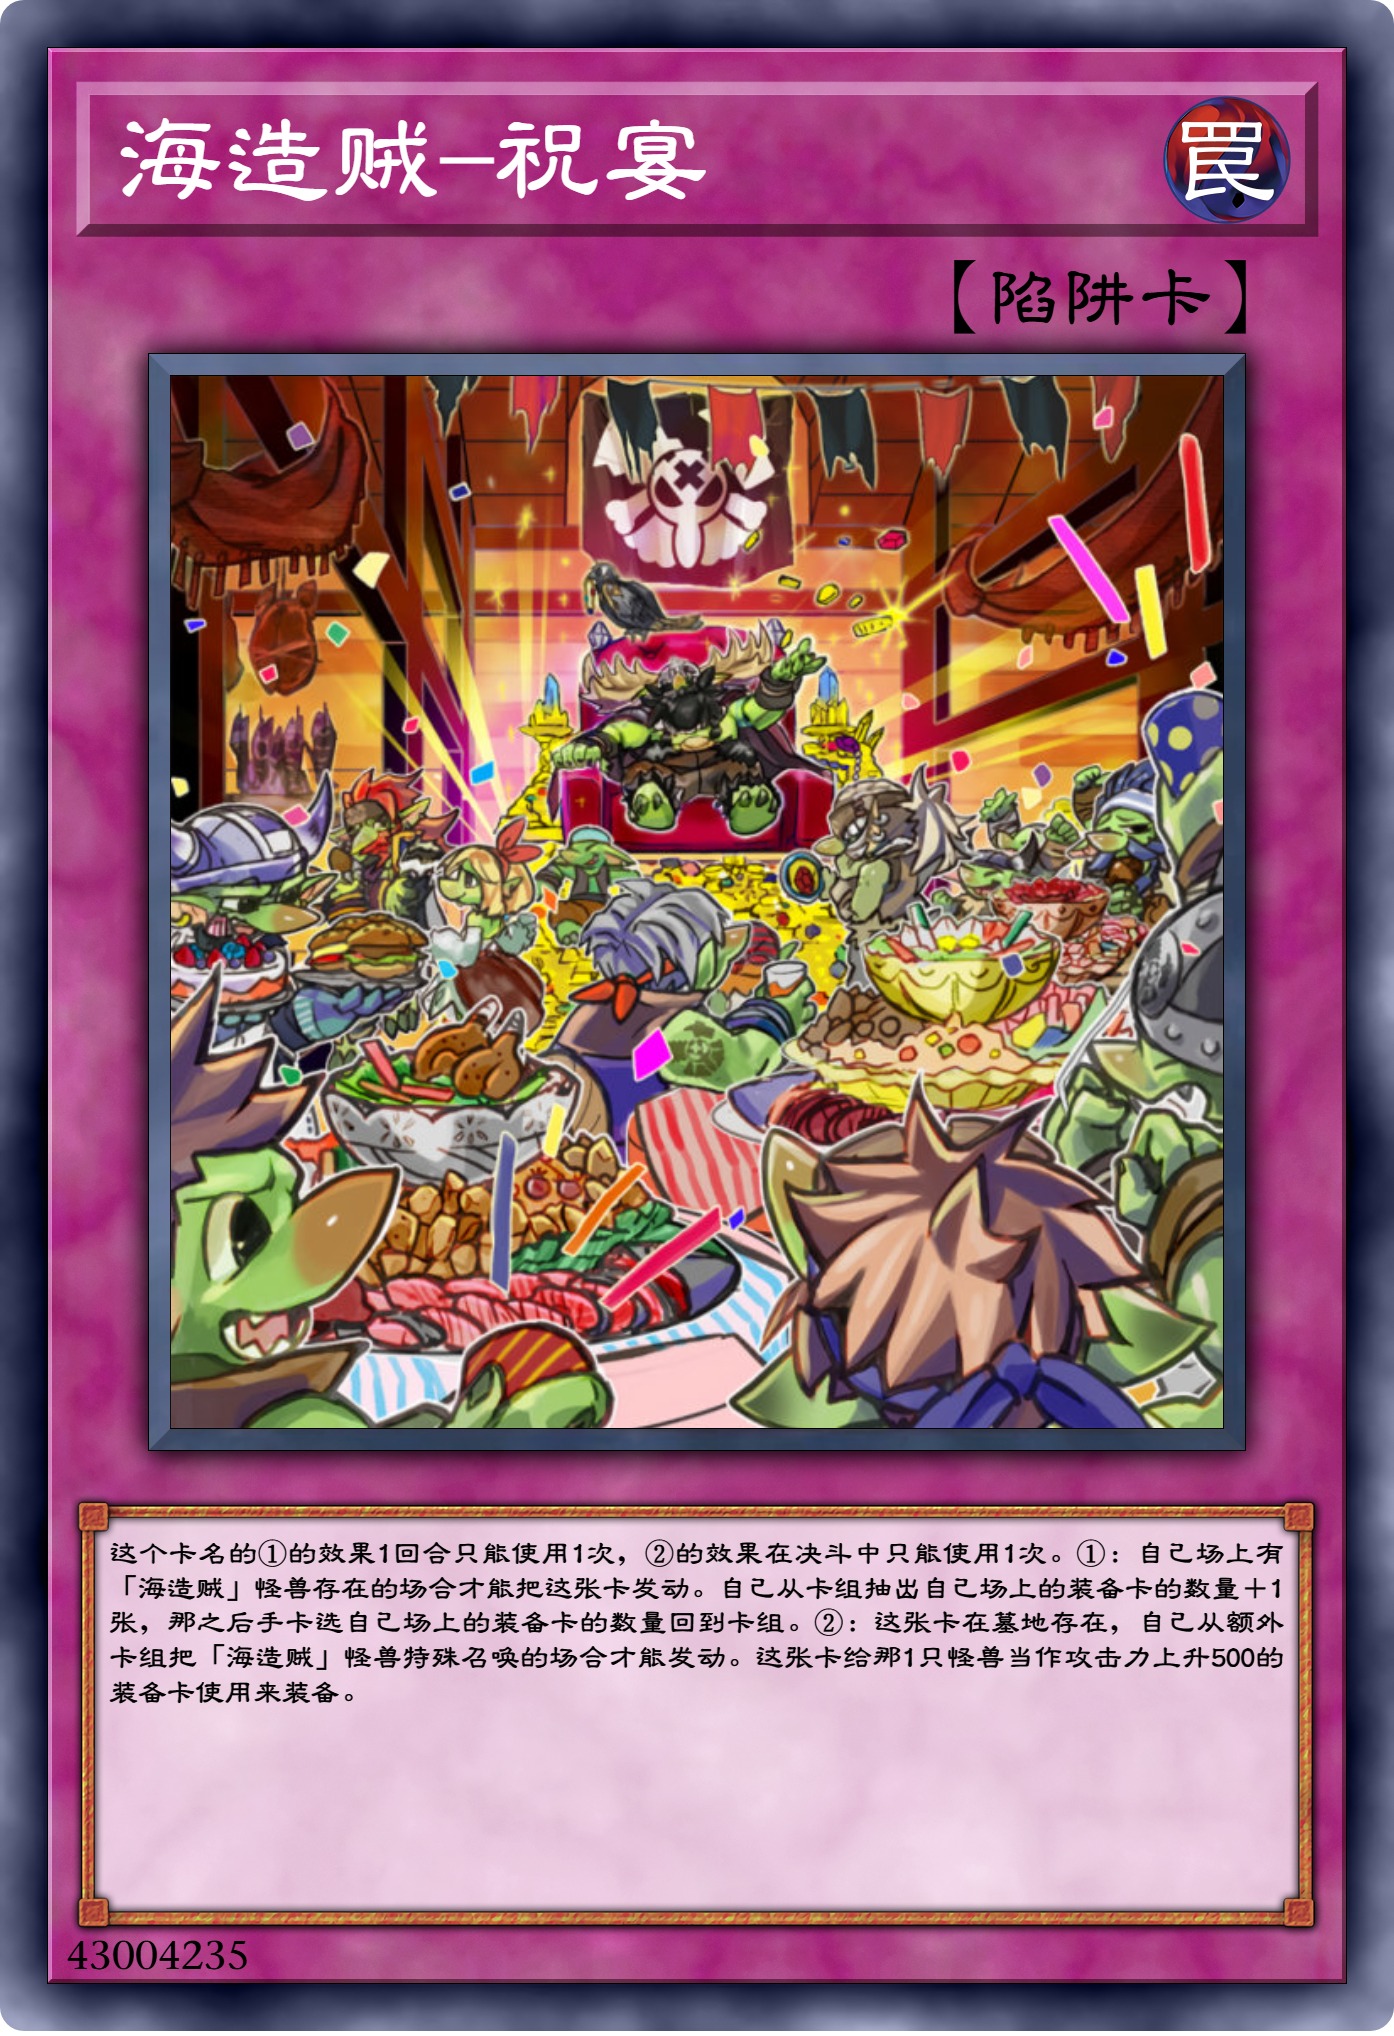 海造贼-祝宴
罠
【陷阱卡】
这个卡名的①的效果1回合只能使用1次，②的效果在决斗中只能使用1次。①：自己场上有
「海造贼」怪兽存在的场合才能把这张卡发动。自己从卡组抽出自己场上的装备卡的数量＋1
张，那之后手卡选自己场上的装备卡的数量回到卡组。②：这张卡在墓地存在，自己从额外
卡组把「海造贼」怪兽特殊召唤的场合才能发动。这张卡给那1只怪兽当作攻击力上升500的
装备卡使用来装备。
43004235